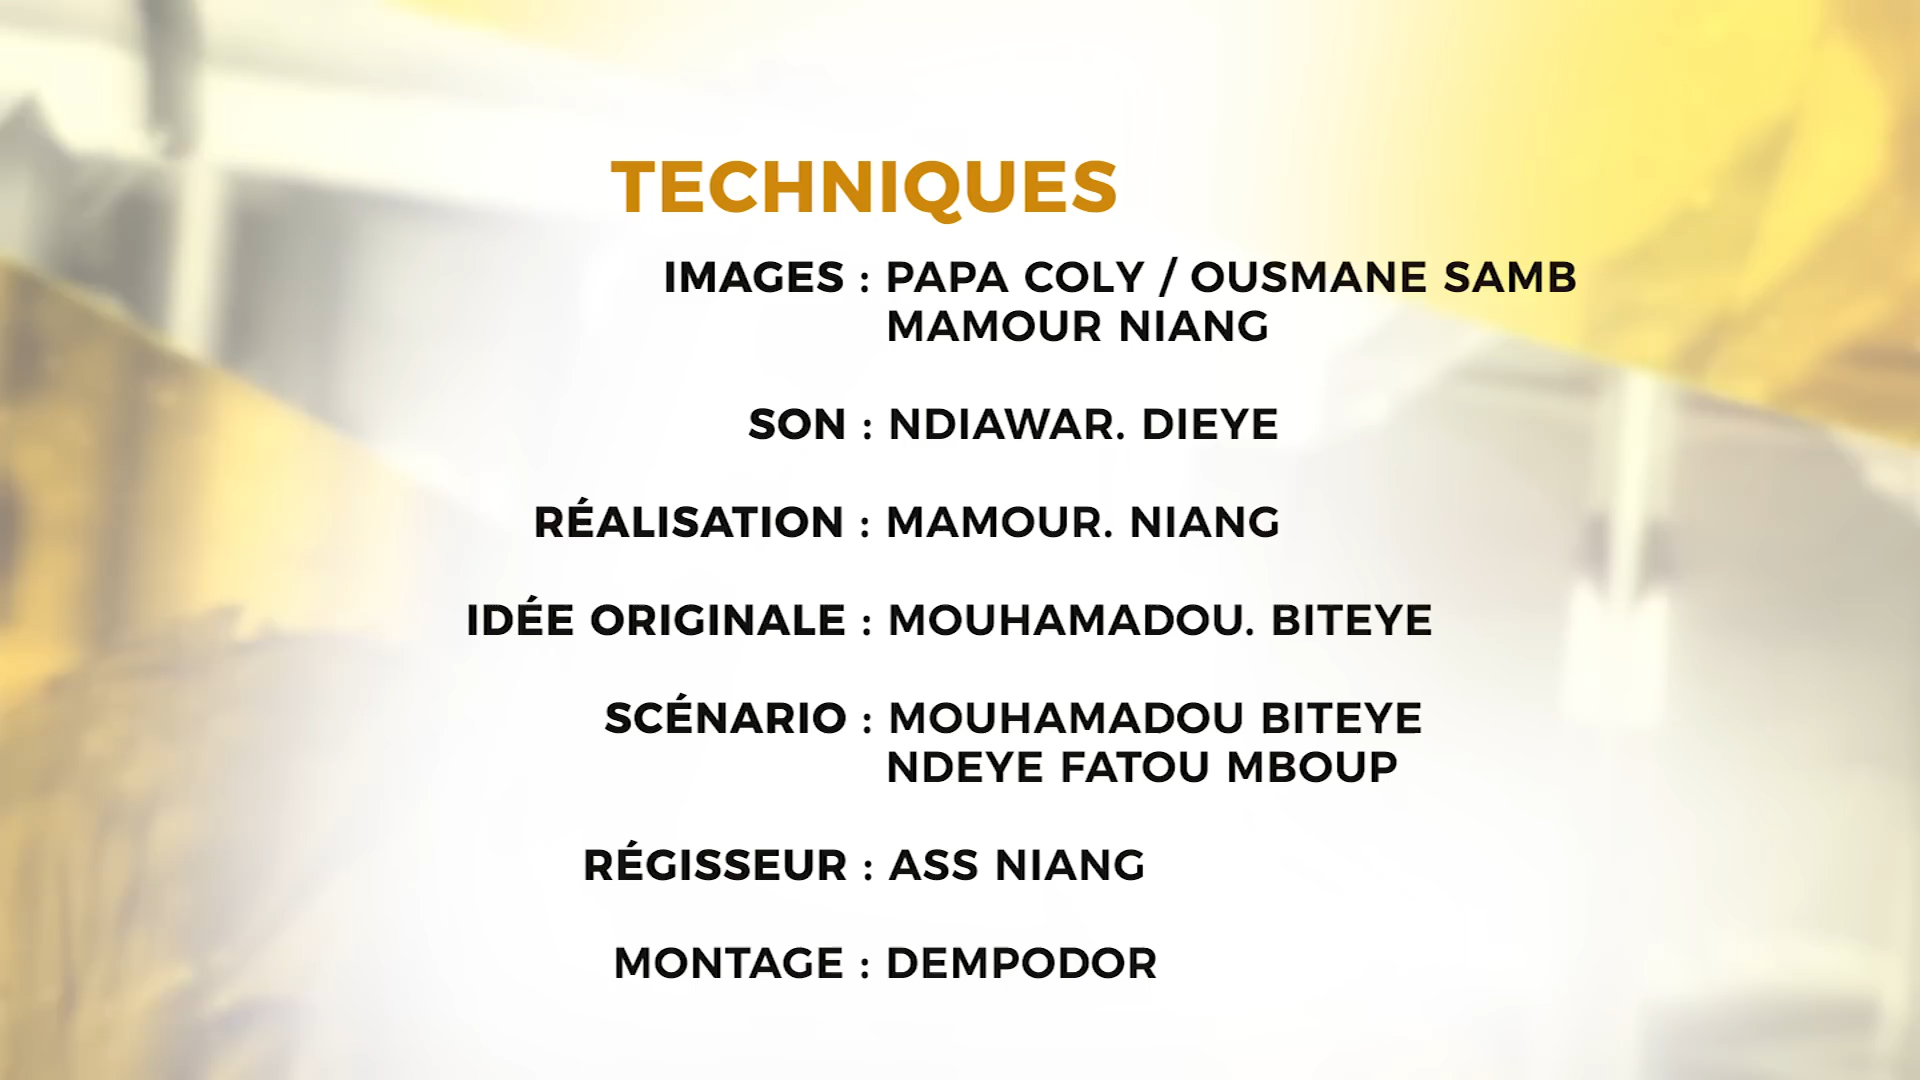 TECHNIQUES
IMAGES : PAPA COLY / OUSMANE SAMB
MAMOUR NIANG
SON : NDIAWAR. DIEYE
RÉALISATION : MAMOUR. NIANG
IDÉE ORIGINALE : MOUHAMADOU. BITEYE
SCÉNARIO : MOUHAMADOU BITEYE
NDEYE FATOU MBOUP
RÉGISSEUR : ASS NIANG
MONTAGE : DEMPODOR